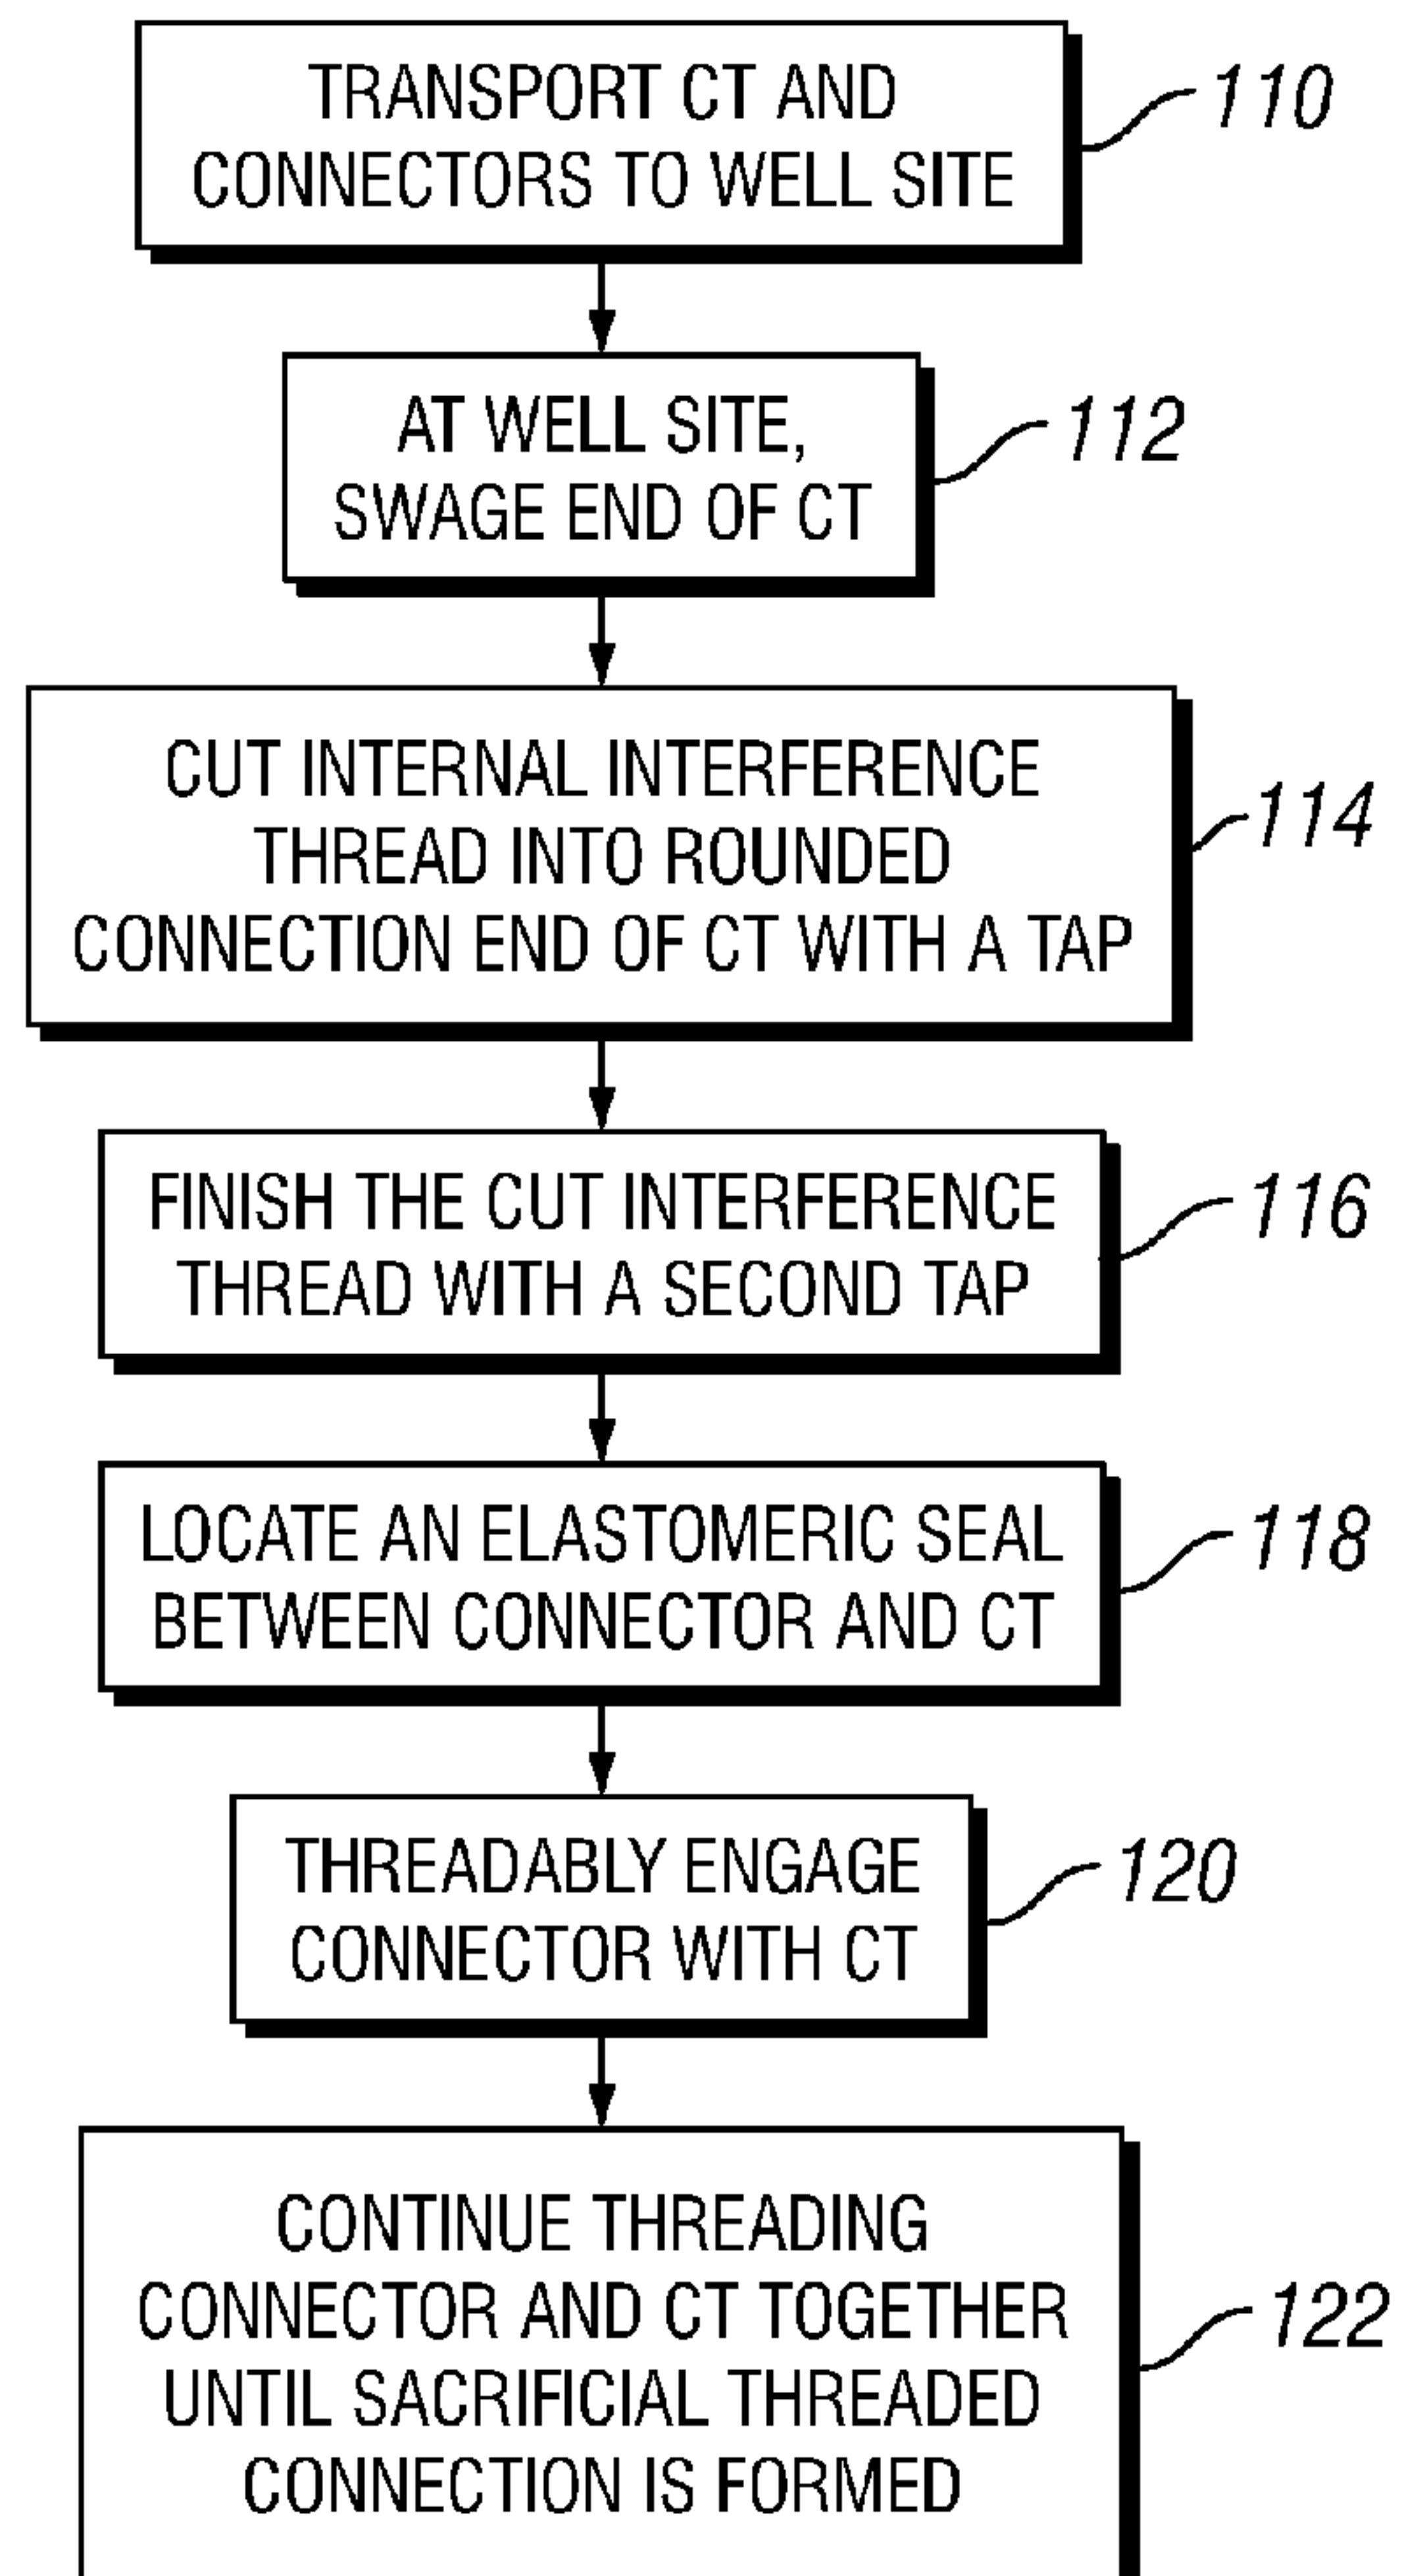 TRANSPORT CT AND
CONNECTORS TO WELL SITE
110
AT WELL SITE,
SWAGE END OF CT
112
CUT INTERNAL INTERFERENCE
THREAD INTO ROUNDED
CONNECTION END OF CT WITH A TAP
114
FINISH THE CUT INTERFERENCE
THREAD WITH A SECOND TAP
116
LOCATE AN ELASTOMERIC SEAL
BETWEEN CONNECTOR AND CT
118
THREADABLY ENGAGE
CONNECTOR WITH CT
120
CONTINUE THREADING
CONNECTOR AND CT TOGETHER
UNTIL SACRIFICIAL THREADED
CONNECTION IS FORMED
122